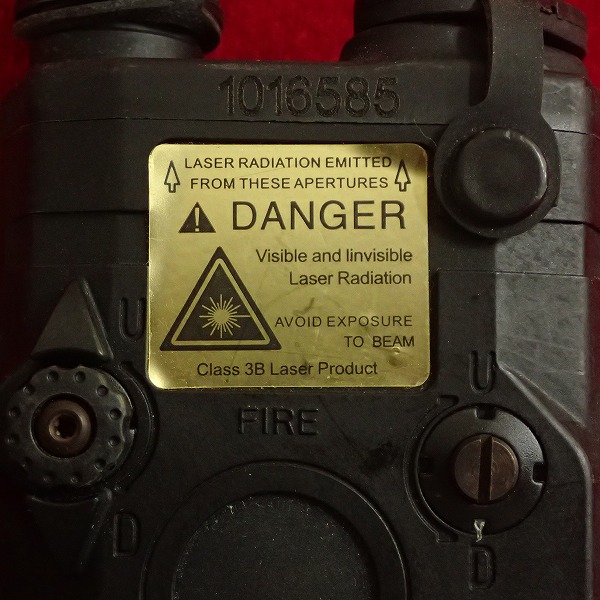 1016585
LASER RADIATION EMITTED
FROM THESE APERTURES
DANGER
Visible and Iinvisible
Laser Radiation
AVOID EXPOSURE
TO BEAM
Class 3B Laser Product
U
U
FIRE
D
D